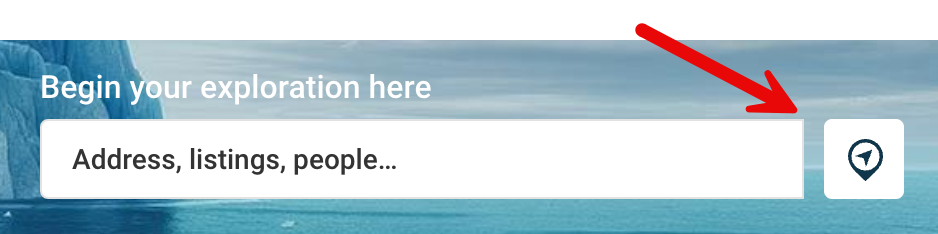 Begin your exploration here
Address, listings, people...